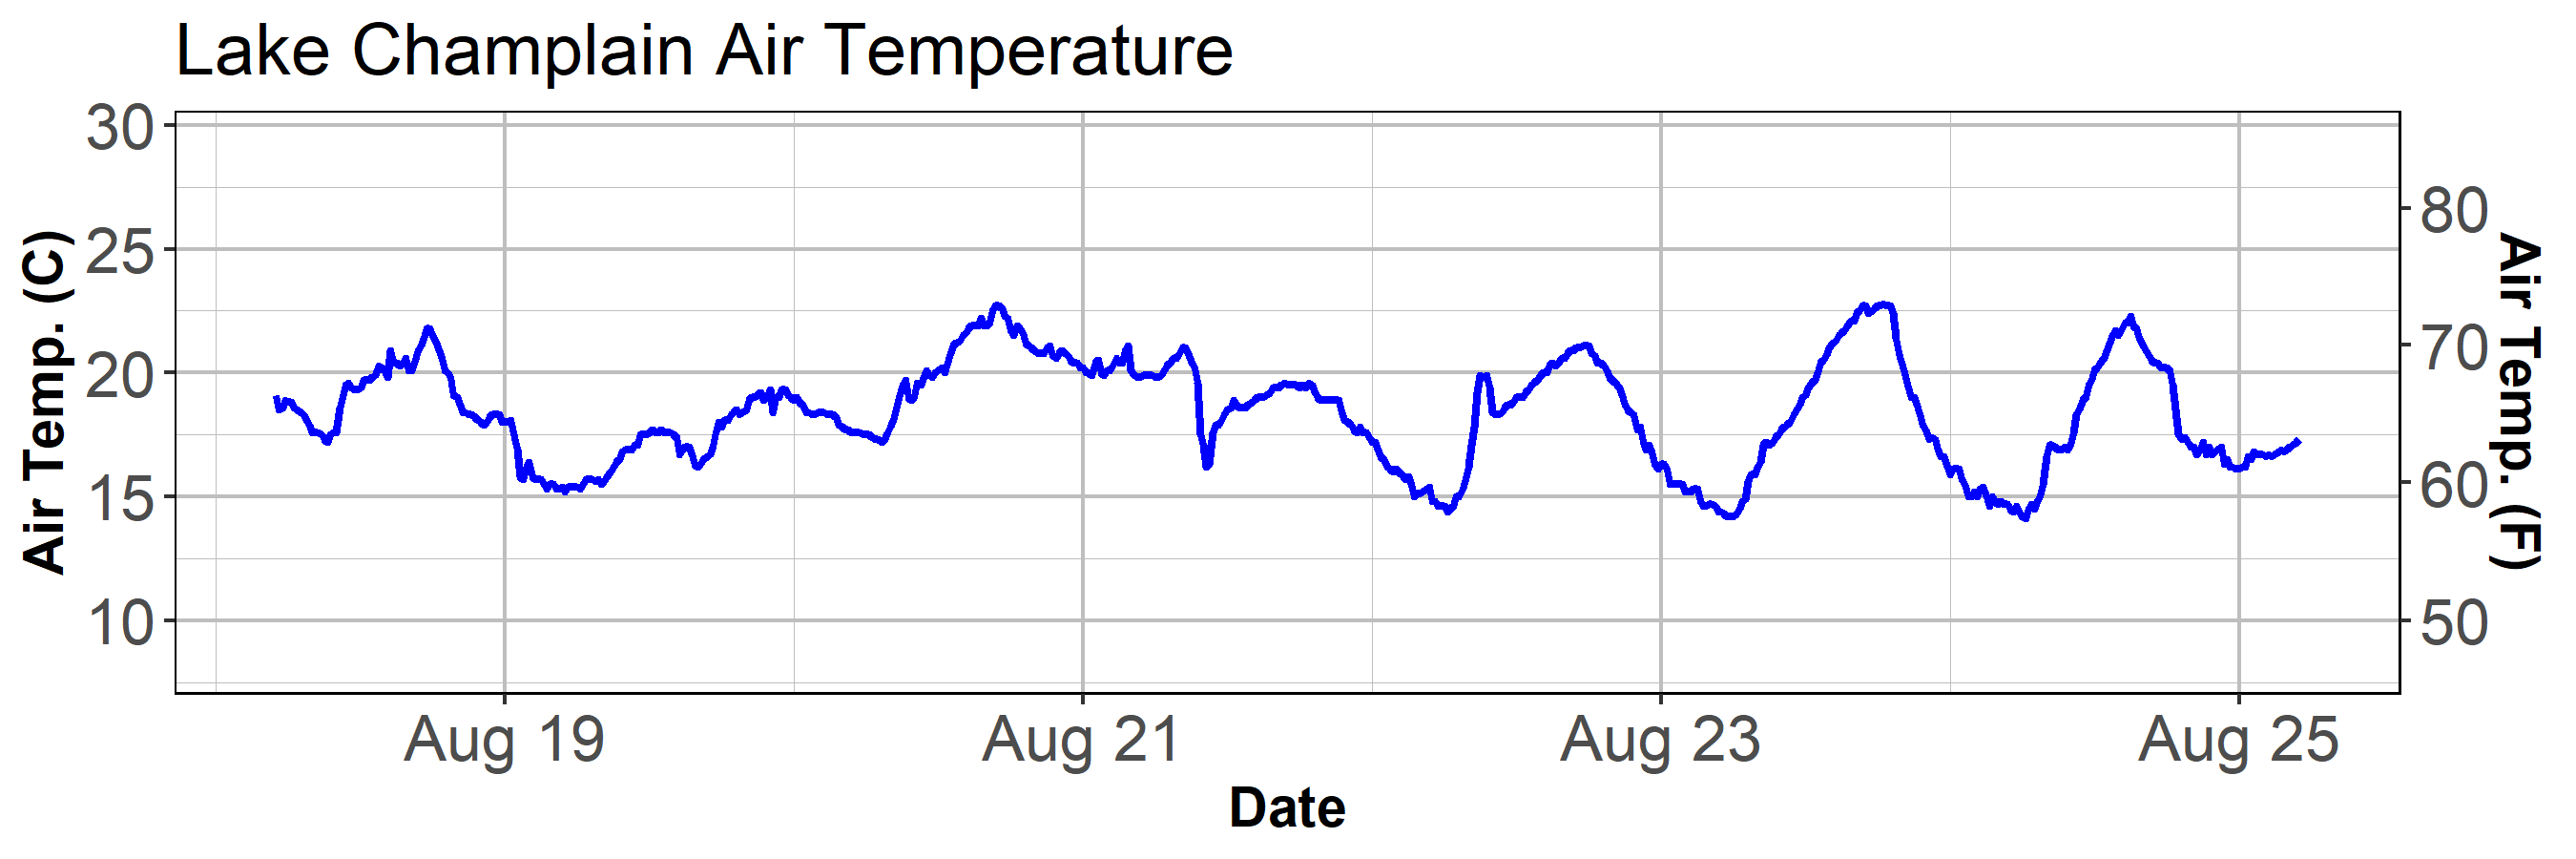 Lake Champlain Air Temperature
30
25
20
15
10
Air Temp. (C)
80
70
60
50
Air Temp. (F)
Aug 19
Aug 21
Aug 23
Aug 25
Date